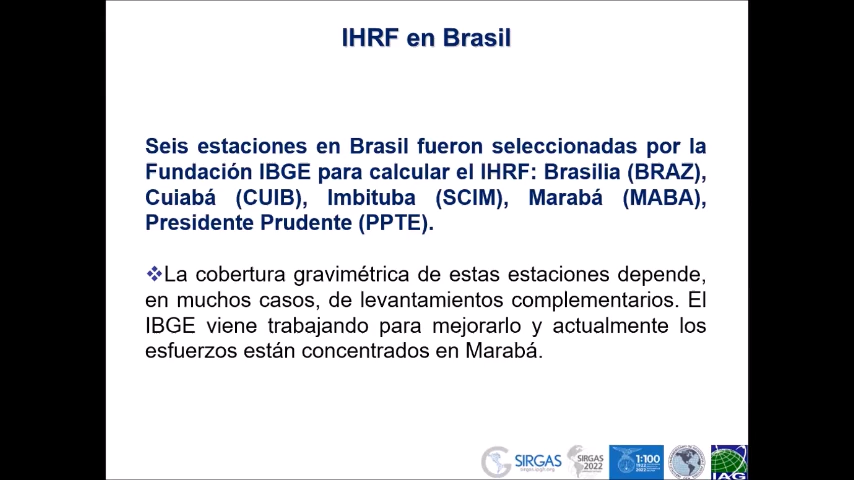 IHRF en Brasil
Seis estaciones en Brasil fueron seleccionadas por la
Fundación IBGE para calcular el IHRF: Brasilia (BRAZ),
Cuiabá (CUIB), Imbituba (SCIM), Marabá (MABA),
Presidente Prudente (PPTE).
❖La cobertura gravimétrica de estas estaciones depende,
en muchos casos, de levantamientos complementarios. El
IBGE viene trabajando para mejorarlo y actualmente los
esfuerzos están concentrados en Marabá.
SIRGAS
SIRGAS
2022
1:100
IAG